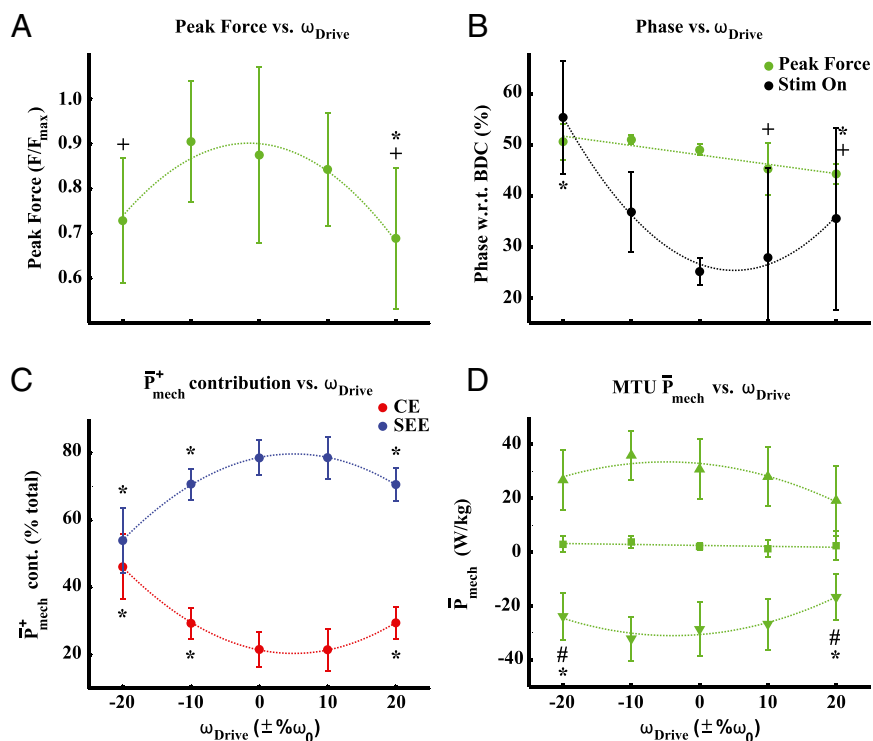 A
Peak Force vs. ωDrive
Peak Force (F/Fmax)
1.0
0.9
0.8
0.7
0.6
+
*
+
B
Phase vs. ωDrive
Peak Force
Stim On
Phase w.r.t. BDC (%)
60
50
40
30
20
*
+
*
+
C
P̄⁺mech contribution vs. ωDrive
CE
SEE
P̄⁺mech cont. (% total)
80
60
40
20
*
*
*
*
*
*
-20
-10
0
10
20
ωDrive (±%ω0)
D
MTU P̄mech vs. ωDrive
P̄mech (W/kg)
40
20
0
-20
-40
#
*
#
*
-20
-10
0
10
20
ωDrive (±%ω0)